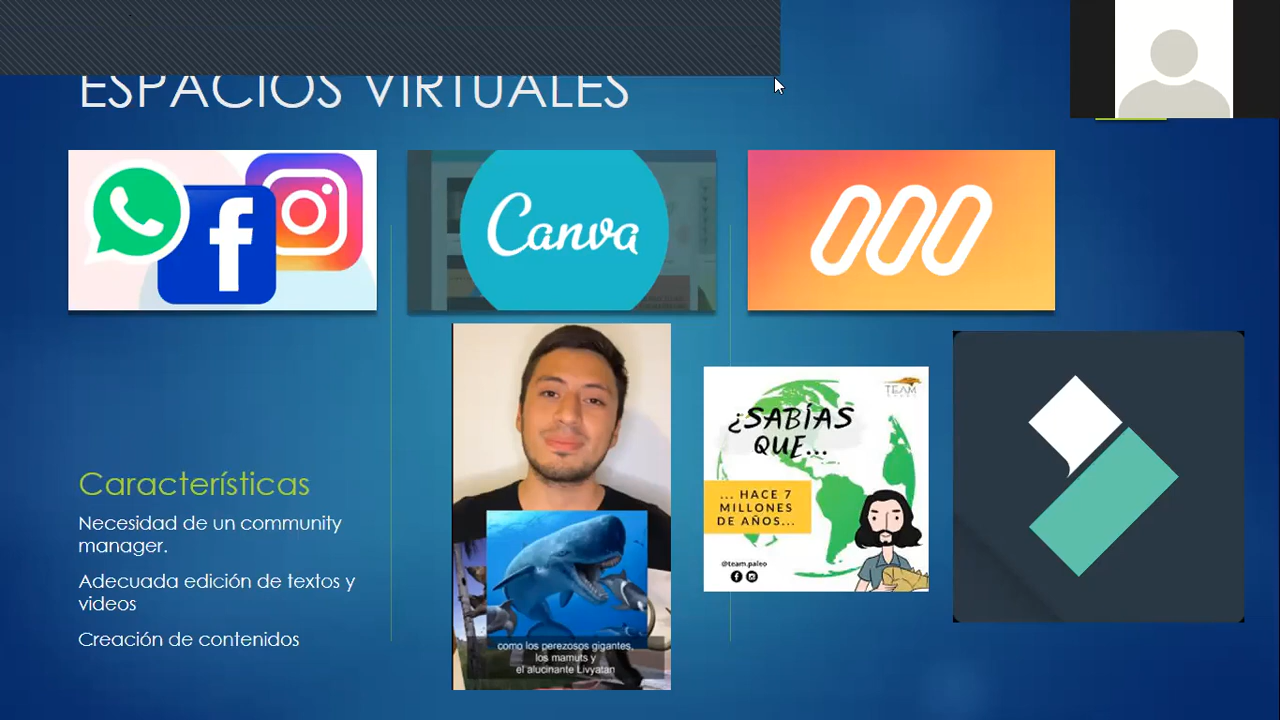 ESPACIOS VIRTUALES
Canva
¿SABÍAS
QUE...
... HACE 7
MILLONES
DE AÑOS...
@team.paleo
TEAM
como los perezosos gigantes,
los mamuts y
el alucinante Livyatan
Características
Necesidad de un community
manager.
Adecuada edición de textos y
videos
Creación de contenidos